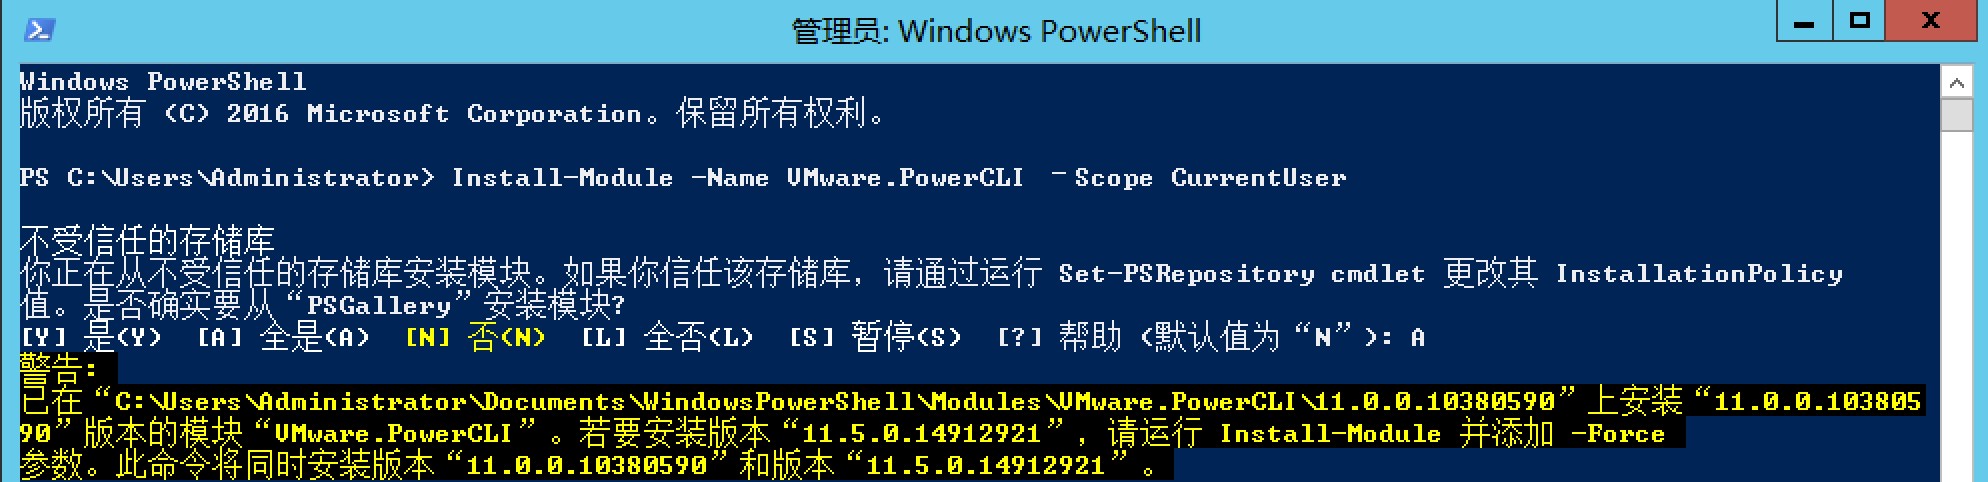 管理员: Windows PowerShell
Windows PowerShell
版权所有 (C) 2016 Microsoft Corporation。保留所有权利。
PS C:\Users\Administrator> Install-Module -Name VMware.PowerCLI –Scope CurrentUser
不受信任的存储库
你正在从不受信任的存储库安装模块。如果你信任该存储库，请通过运行 Set-PSRepository cmdlet 更改其 InstallationPolicy
值。是否确实要从“PSGallery”安装模块?
[Y] 是(Y)  [A] 全是(A)  [N] 否(N)  [L] 全否(L)  [S] 暂停(S)  [?] 帮助 (默认值为“N”): A
警告:
已在“C:\Users\Administrator\Documents\WindowsPowerShell\Modules\VMware.PowerCLI\11.0.0.10380590”上安装“11.0.0.103805
90”版本的模块“VMware.PowerCLI”。若要安装版本“11.5.0.14912921”，请运行 Install-Module 并添加 -Force
参数。此命令将同时安装版本“11.0.0.10380590”和版本“11.5.0.14912921”。